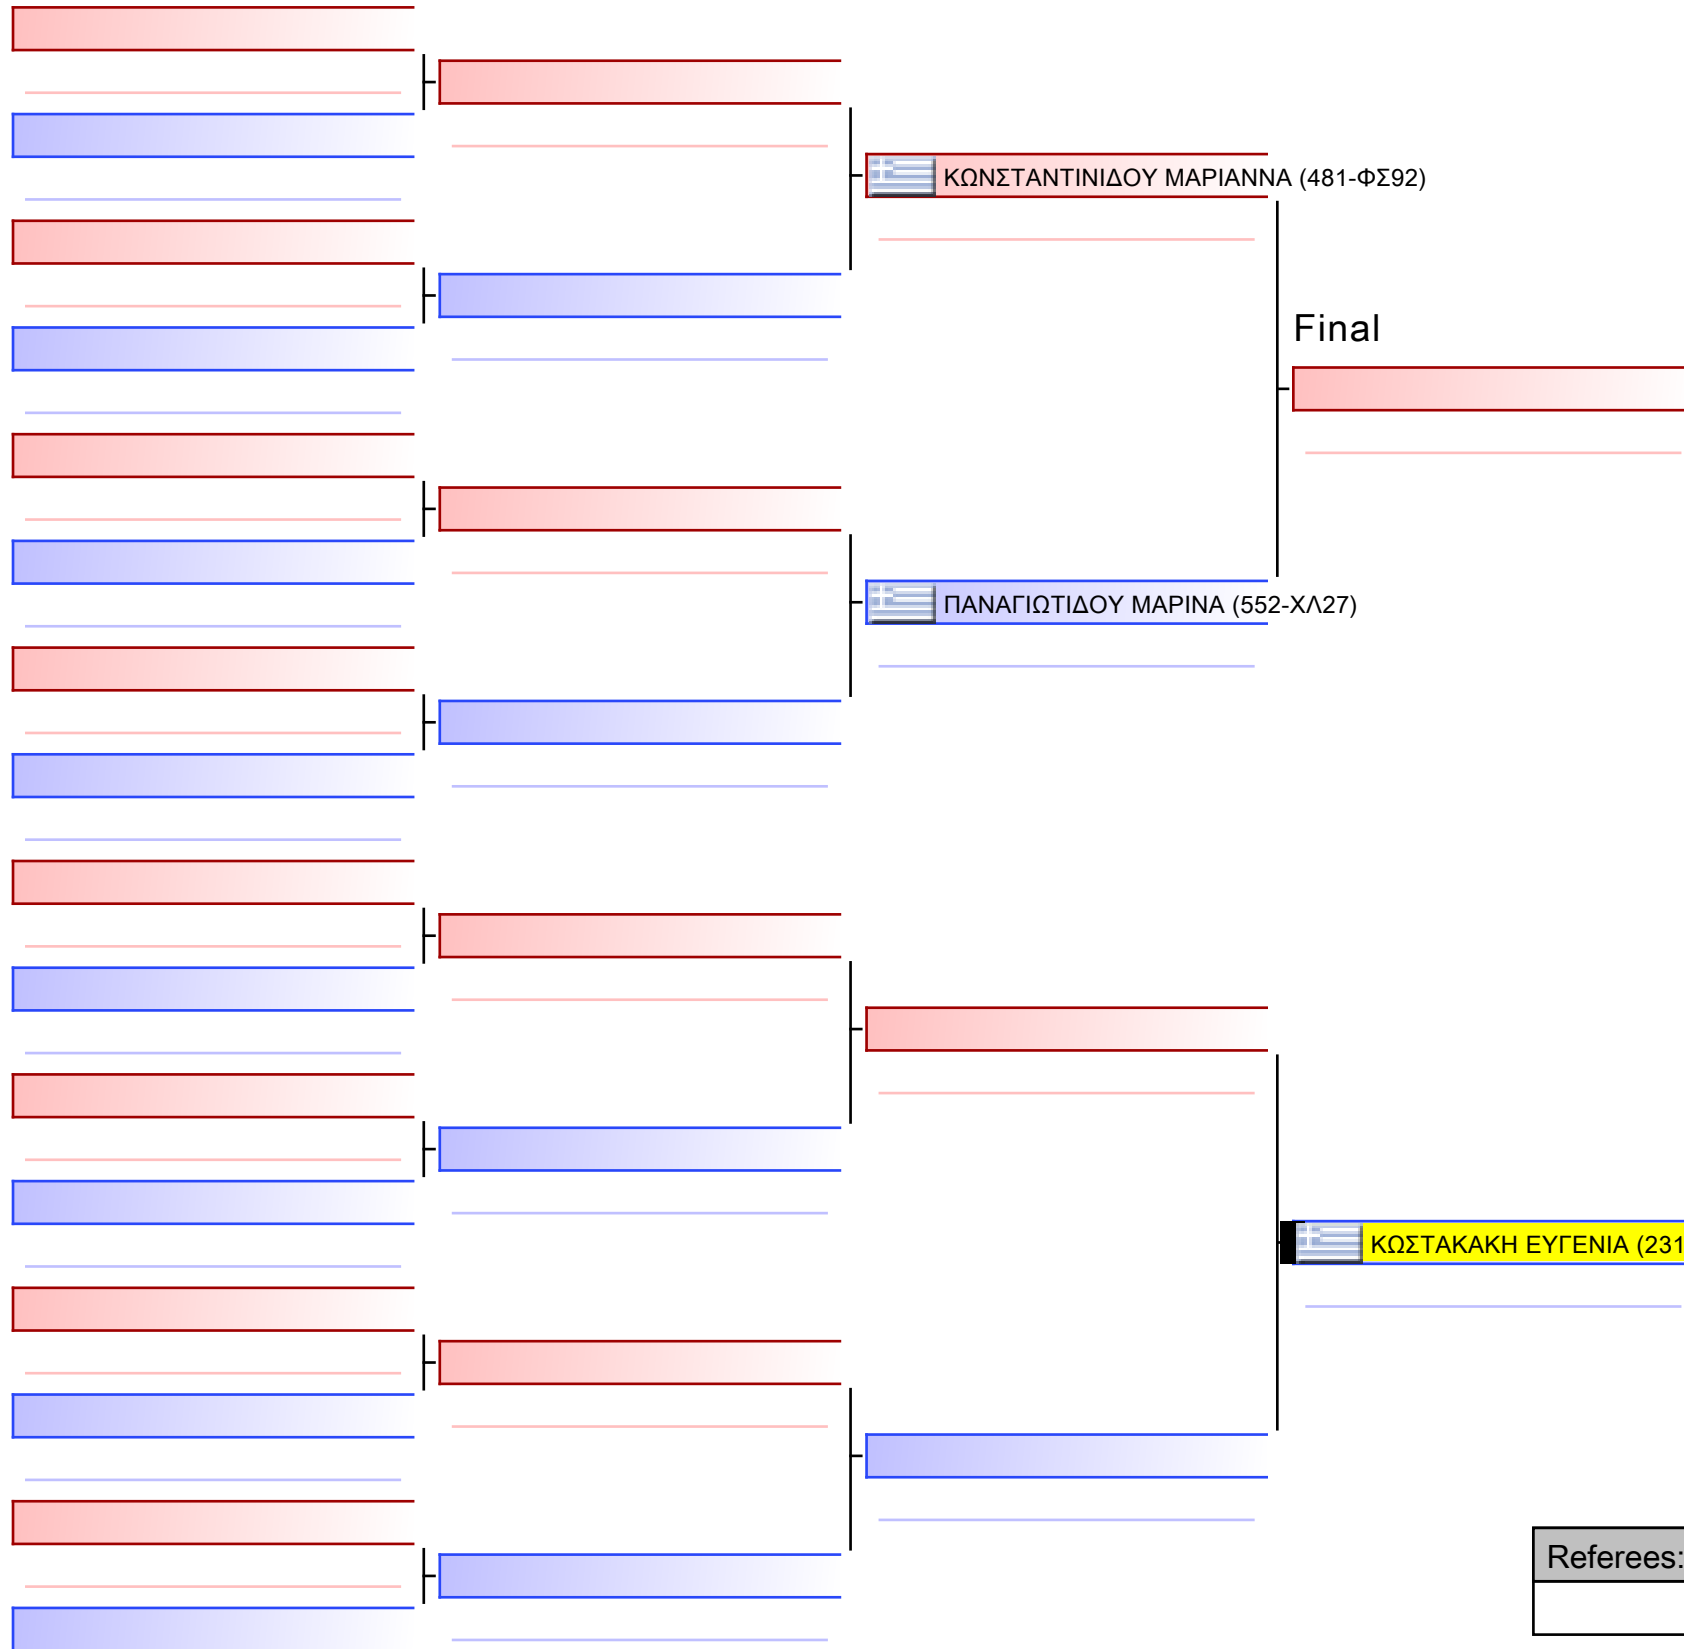 ΚΩΝΣΤΑΝΤΙΝΙΔΟΥ ΜΑΡΙΑΝΝΑ (481-ΦΣ92)
Final
ΠΑΝΑΓΙΩΤΙΔΟΥ ΜΑΡΙΝΑ (552-ΧΛ27)
ΚΩΣΤΑΚΑΚΗ ΕΥΓΕΝΙΑ (231
Referees: